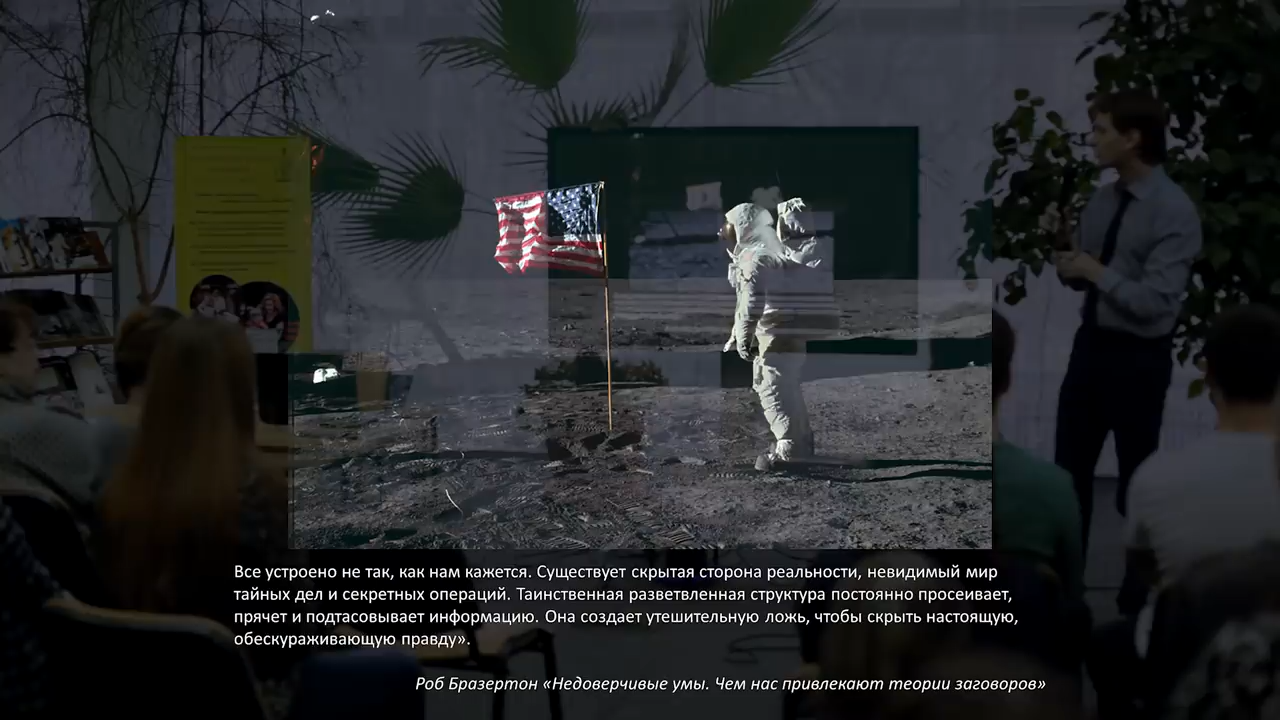 Все устроено не так, как нам кажется. Существует скрытая сторона реальности, невидимый мир
тайных дел и секретных операций. Таинственная разветвленная структура постоянно просеивает,
прячет и подтасовывает информацию. Она создает утешительную ложь, чтобы скрыть настоящую,
обескураживающую правду».
Роб Бразертон «Недоверчивые умы. Чем нас привлекают теории заговоров»